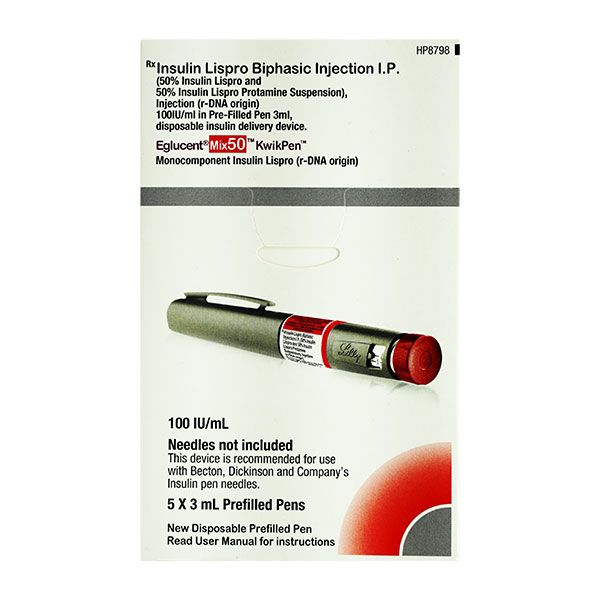 HP8798
Rx Insulin Lispro Biphasic Injection I.P.
(50% Insulin Lispro and
50% Insulin Lispro Protamine Suspension),
Injection (r-DNA origin)
100IU/ml in Pre-Filled Pen 3ml,
disposable insulin delivery device.
Eglucent® Mix50™ KwikPen™
Monocomponent Insulin Lispro (r-DNA origin)
Lilly
100 IU/mL
Needles not included
This device is recommended for use
with Becton, Dickinson and Company's
Insulin pen needles.
5 X 3 mL Prefilled Pens
New Disposable Prefilled Pen
Read User Manual for instructions